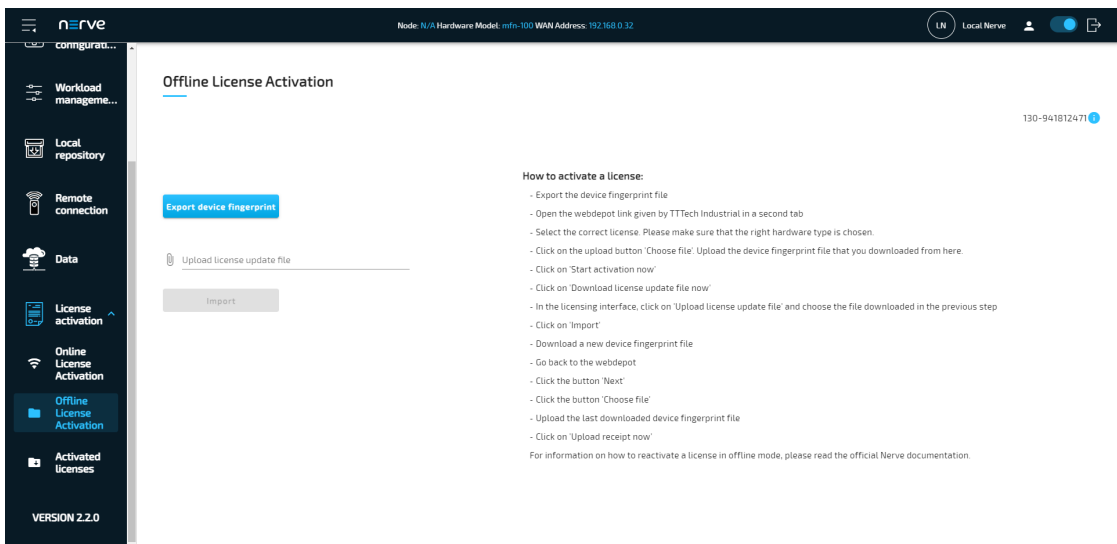 nerve
Node: N/A Hardware Model: mfn-100 WAN Address: 192.168.0.32
LN
Local Nerve
configurati...
Workload
manageme...
Local
repository
Remote
connection
Data
License
activation
Online
License
Activation
Offline
License
Activation
Activated
licenses
VERSION 2.2.0
Offline License Activation
130-941812471
Export device fingerprint
Upload license update file
Import
How to activate a license:
- Export the device fingerprint file
- Open the webdepot link given by TTTech Industrial in a second tab
- Select the correct license. Please make sure that the right hardware type is chosen.
- Click on the upload button 'Choose file'. Upload the device fingerprint file that you downloaded from here.
- Click on 'Start activation now'
- Click on 'Download license update file now'
- In the licensing interface, click on 'Upload license update file' and choose the file downloaded in the previous step
- Click on 'Import'
- Download a new device fingerprint file
- Go back to the webdepot
- Click the button 'Next'
- Click the button 'Choose file'
- Upload the last downloaded device fingerprint file
- Click on 'Upload receipt now'
For information on how to reactivate a license in offline mode, please read the official Nerve documentation.